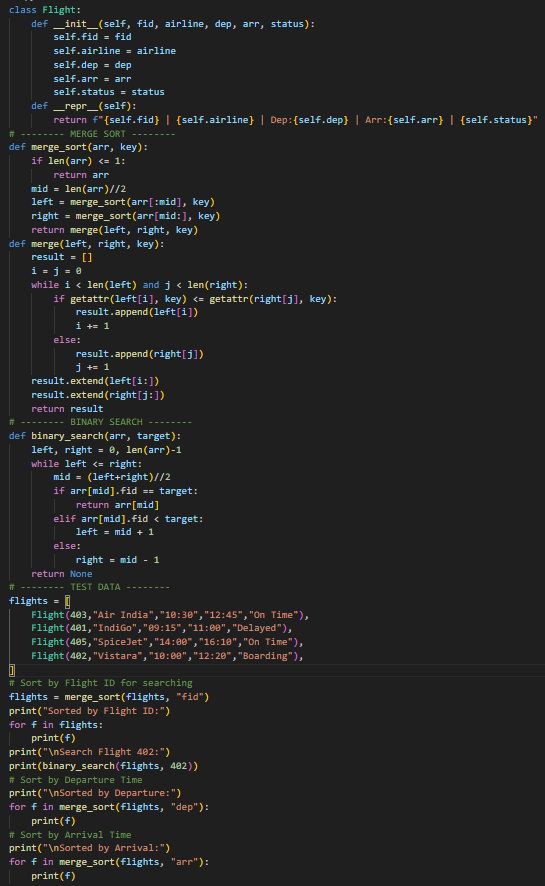 class Flight:
    def __init__(self, fid, airline, dep, arr, status):
        self.fid = fid
        self.airline = airline
        self.dep = dep
        self.arr = arr
        self.status = status
    def __repr__(self):
        return f"{self.fid} | {self.airline} | Dep:{self.dep} | Arr:{self.arr} | {self.status}"
# -------- MERGE SORT --------
def merge_sort(arr, key):
    if len(arr) <= 1:
        return arr
    mid = len(arr)//2
    left = merge_sort(arr[:mid], key)
    right = merge_sort(arr[mid:], key)
    return merge(left, right, key)
def merge(left, right, key):
    result = []
    i = j = 0
    while i < len(left) and j < len(right):
        if getattr(left[i], key) <= getattr(right[j], key):
            result.append(left[i])
            i += 1
        else:
            result.append(right[j])
            j += 1
    result.extend(left[i:])
    result.extend(right[j:])
    return result
# -------- BINARY SEARCH --------
def binary_search(arr, target):
    left, right = 0, len(arr)-1
    while left <= right:
        mid = (left+right)//2
        if arr[mid].fid == target:
            return arr[mid]
        elif arr[mid].fid < target:
            left = mid + 1
        else:
            right = mid - 1
    return None
# -------- TEST DATA --------
flights = [
    Flight(403,"Air India","10:30","12:45","On Time"),
    Flight(401,"IndiGo","09:15","11:00","Delayed"),
    Flight(405,"SpiceJet","14:00","16:10","On Time"),
    Flight(402,"Vistara","10:00","12:20","Boarding"),
]
# Sort by Flight ID for searching
flights = merge_sort(flights, "fid")
print("Sorted by Flight ID:")
for f in flights:
    print(f)
print("\nSearch Flight 402:")
print(binary_search(flights, 402))
# Sort by Departure Time
print("\nSorted by Departure:")
for f in merge_sort(flights, "dep"):
    print(f)
# Sort by Arrival Time
print("\nSorted by Arrival:")
for f in merge_sort(flights, "arr"):
    print(f)